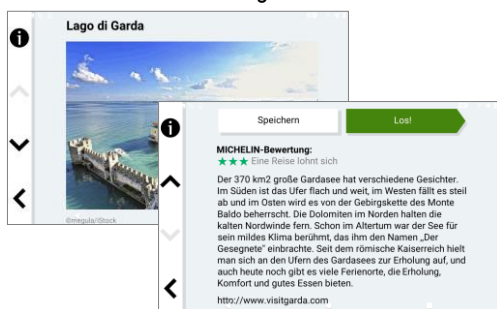 Lago di Garda
©megula/iStock
Speichern
Los!
MICHELIN-Bewertung:
Eine Reise lohnt sich
Der 370 km2 große Gardasee hat verschiedene Gesichter.
Im Süden ist das Ufer flach und weit, im Westen fällt es steil
ab und im Osten wird es von der Gebirgskette des Monte
Baldo beherrscht. Die Dolomiten im Norden halten die
kalten Nordwinde fern. Schon im Altertum war der See für
sein mildes Klima berühmt, das ihm den Namen „Der
Gesegnete" einbrachte. Seit dem römische Kaiserreich hielt
man sich an den Ufern des Gardasees zur Erholung auf, und
auch heute noch gibt es viele Ferienorte, die Erholung,
Komfort und gutes Essen bieten.
http://www.visitgarda.com